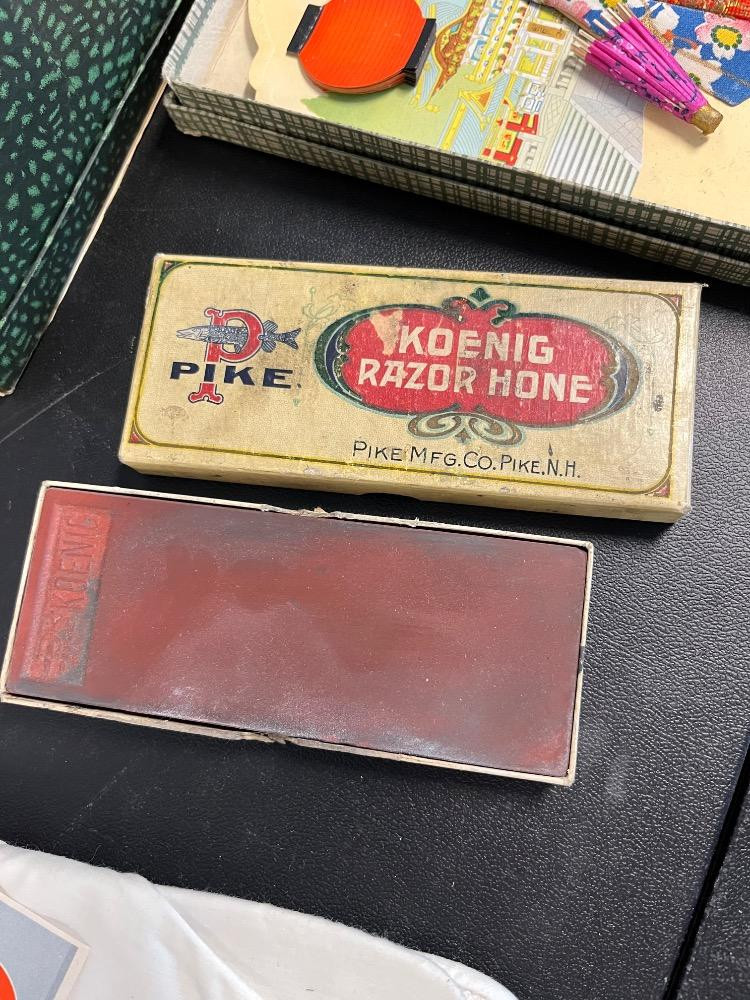 P
PIKE.
KOENIG
RAZOR HONE
PIKE MFG. CO. PIKE. N.H.
KOENIG